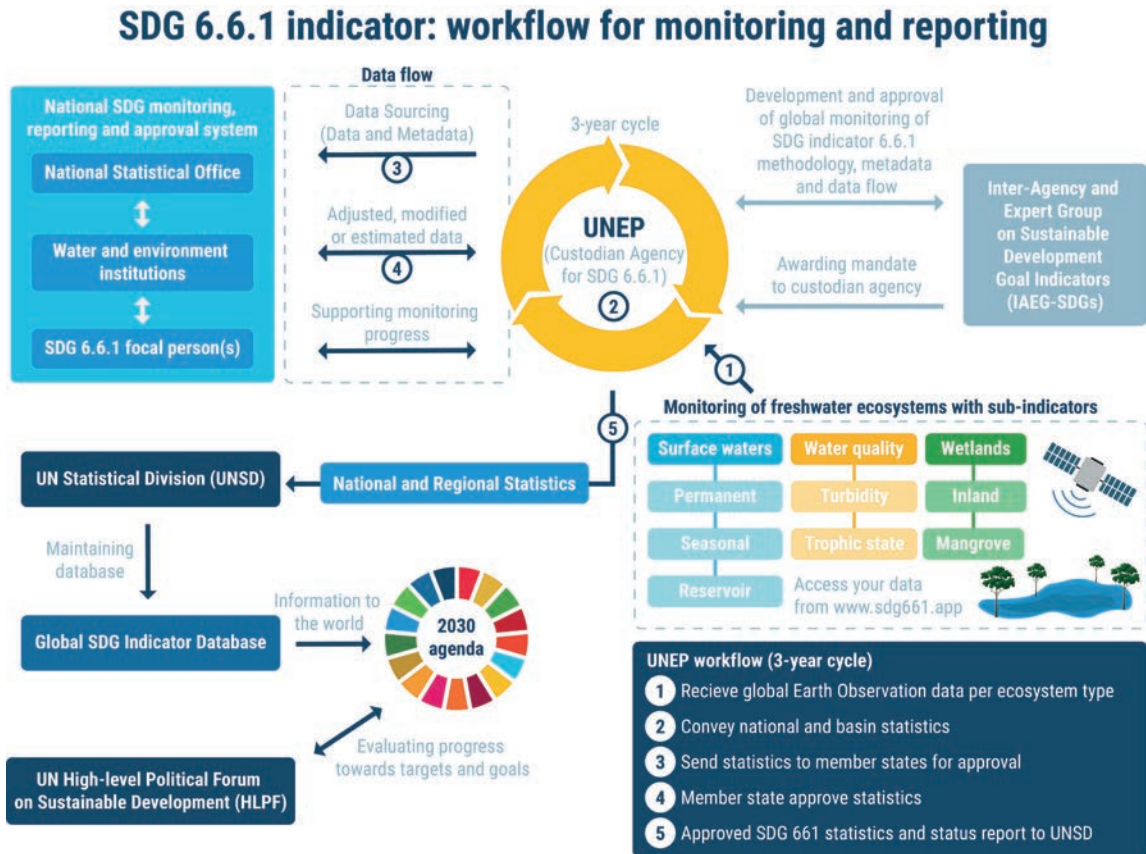 SDG 6.6.1 indicator: workflow for monitoring and reporting
National SDG monitoring,
reporting and approval system
National Statistical Office
Water and environment
institutions
SDG 6.6.1 focal person(s)
Data flow
Data Sourcing
(Data and Metadata)
3
Adjusted, modified
or estimated data
4
Supporting monitoring
progress
3-year cycle
UNEP
(Custodian Agency
for SDG 6.6.1)
2
Development and approval
of global monitoring of
SDG indicator 6.6.1
methodology, metadata
and data flow
Awarding mandate
to custodian agency
Inter-Agency and
Expert Group
on Sustainable
Development
Goal Indicators
(IAEG-SDGs)
1
5
Monitoring of freshwater ecosystems with sub-indicators
Surface waters
Permanent
Seasonal
Reservoir
Water quality
Turbidity
Trophic state
Wetlands
Inland
Mangrove
Access your data
from www.sdg661.app
National and Regional Statistics
UN Statistical Division (UNSD)
Maintaining
database
Global SDG Indicator Database
Information to
the world
2030
agenda
Evaluating progress
towards targets and goals
UN High-level Political Forum
on Sustainable Development (HLPF)
UNEP workflow (3-year cycle)
1 Recieve global Earth Observation data per ecosystem type
2 Convey national and basin statistics
3 Send statistics to member states for approval
4 Member state approve statistics
5 Approved SDG 661 statistics and status report to UNSD